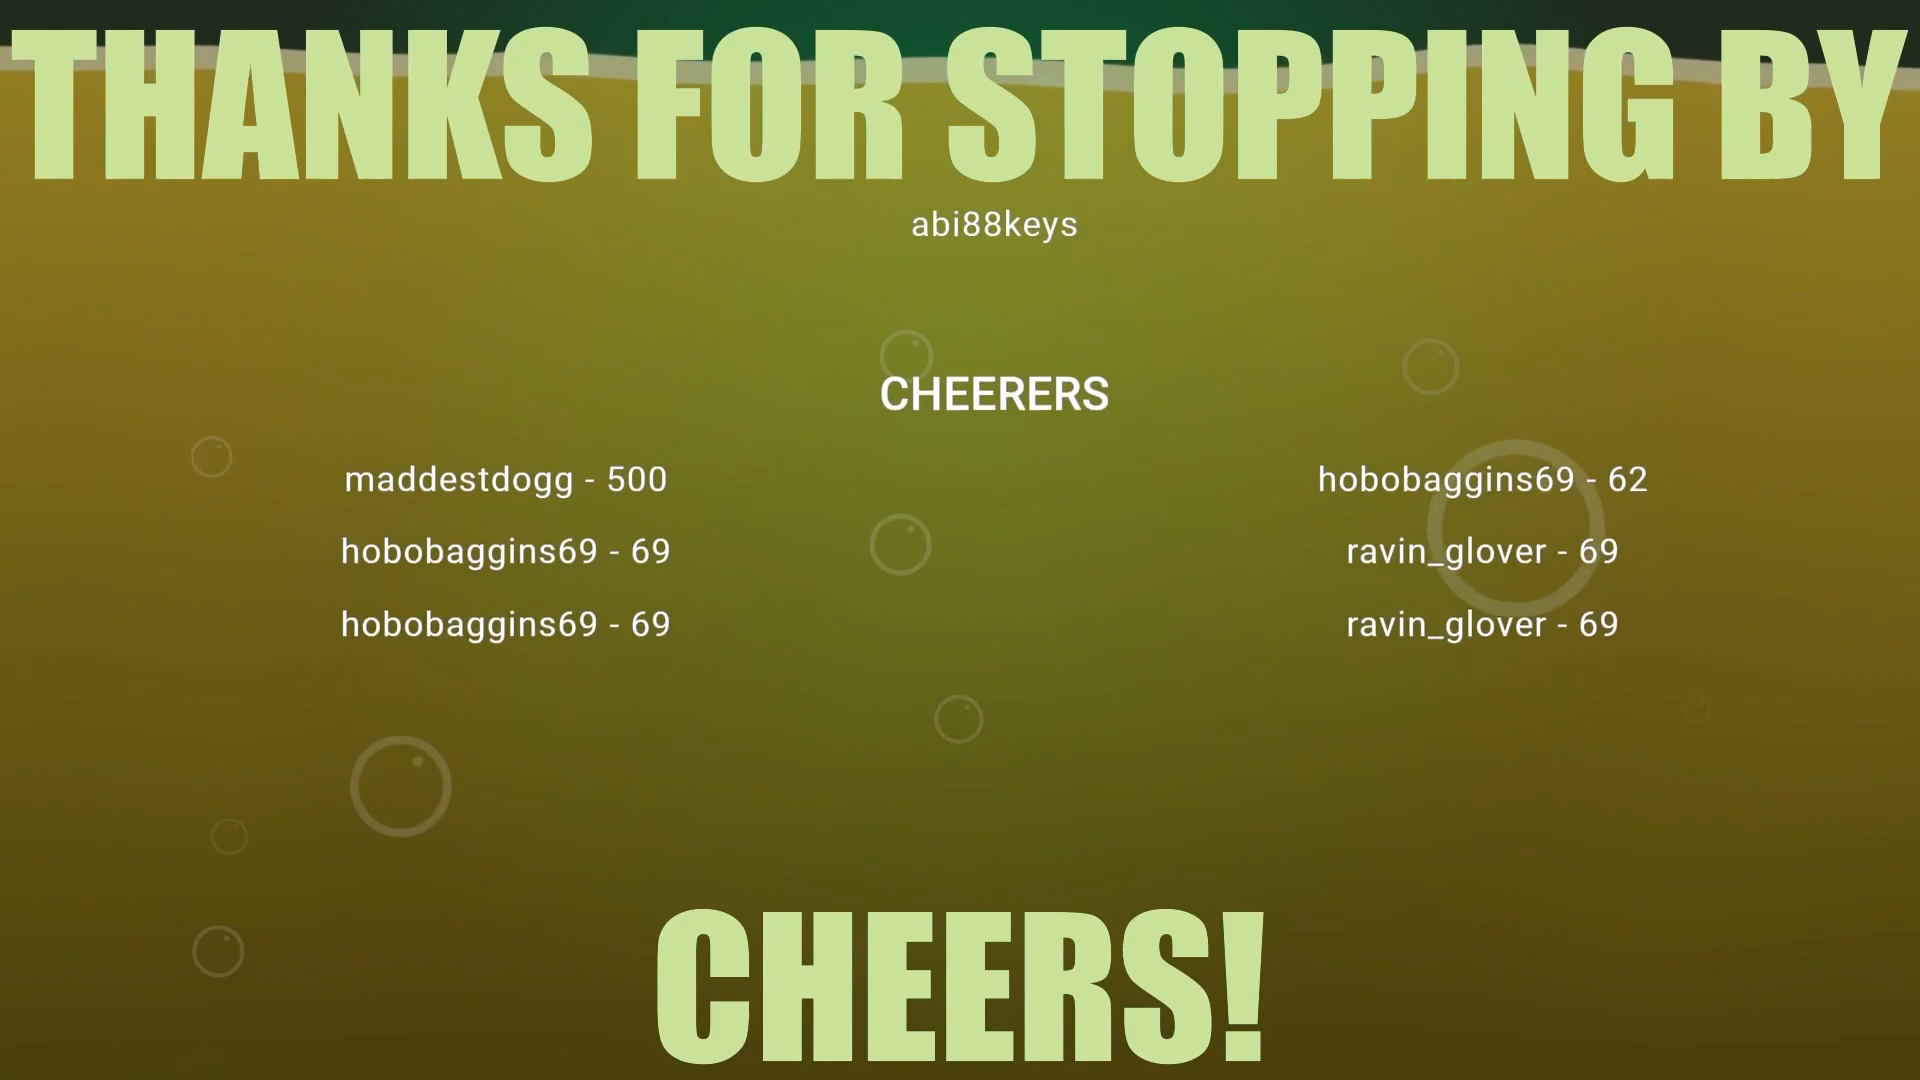 THANKS FOR STOPPING BY
abi88keys
CHEERERS
maddestdogg - 500
hobobaggins69 - 62
hobobaggins69 - 69
ravin_glover - 69
hobobaggins69 - 69
ravin_glover - 69
CHEERS!